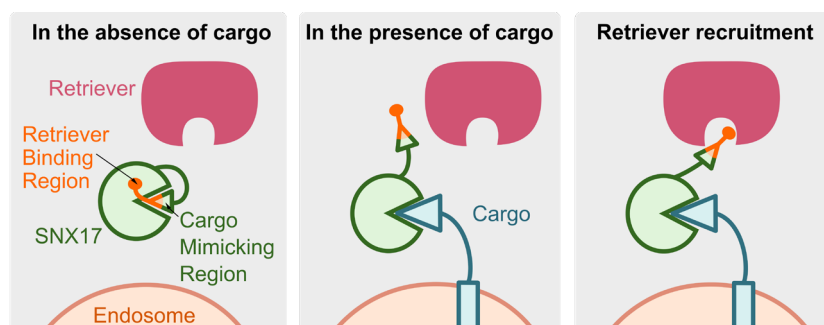 In the absence of cargo
Retriever
Retriever
Binding
Region
SNX17
Cargo
Mimicking
Region
Endosome
In the presence of cargo
Cargo
Retriever recruitment